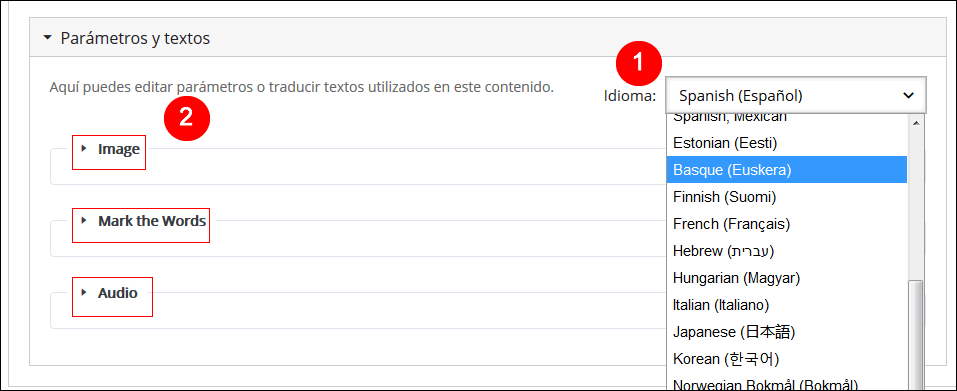 Parámetros y textos
1
Aquí puedes editar parámetros o traducir textos utilizados en este contenido.
Idioma:
Spanish (Español)
2
Spanish, Mexican
Image
Estonian (Eesti)
Basque (Euskera)
Finnish (Suomi)
Mark the Words
French (Français)
Hebrew (עברית)
Hungarian (Magyar)
Audio
Italian (Italiano)
Japanese (日本語)
Korean (한국어)
Norwegian Bokmål (Bokmål)